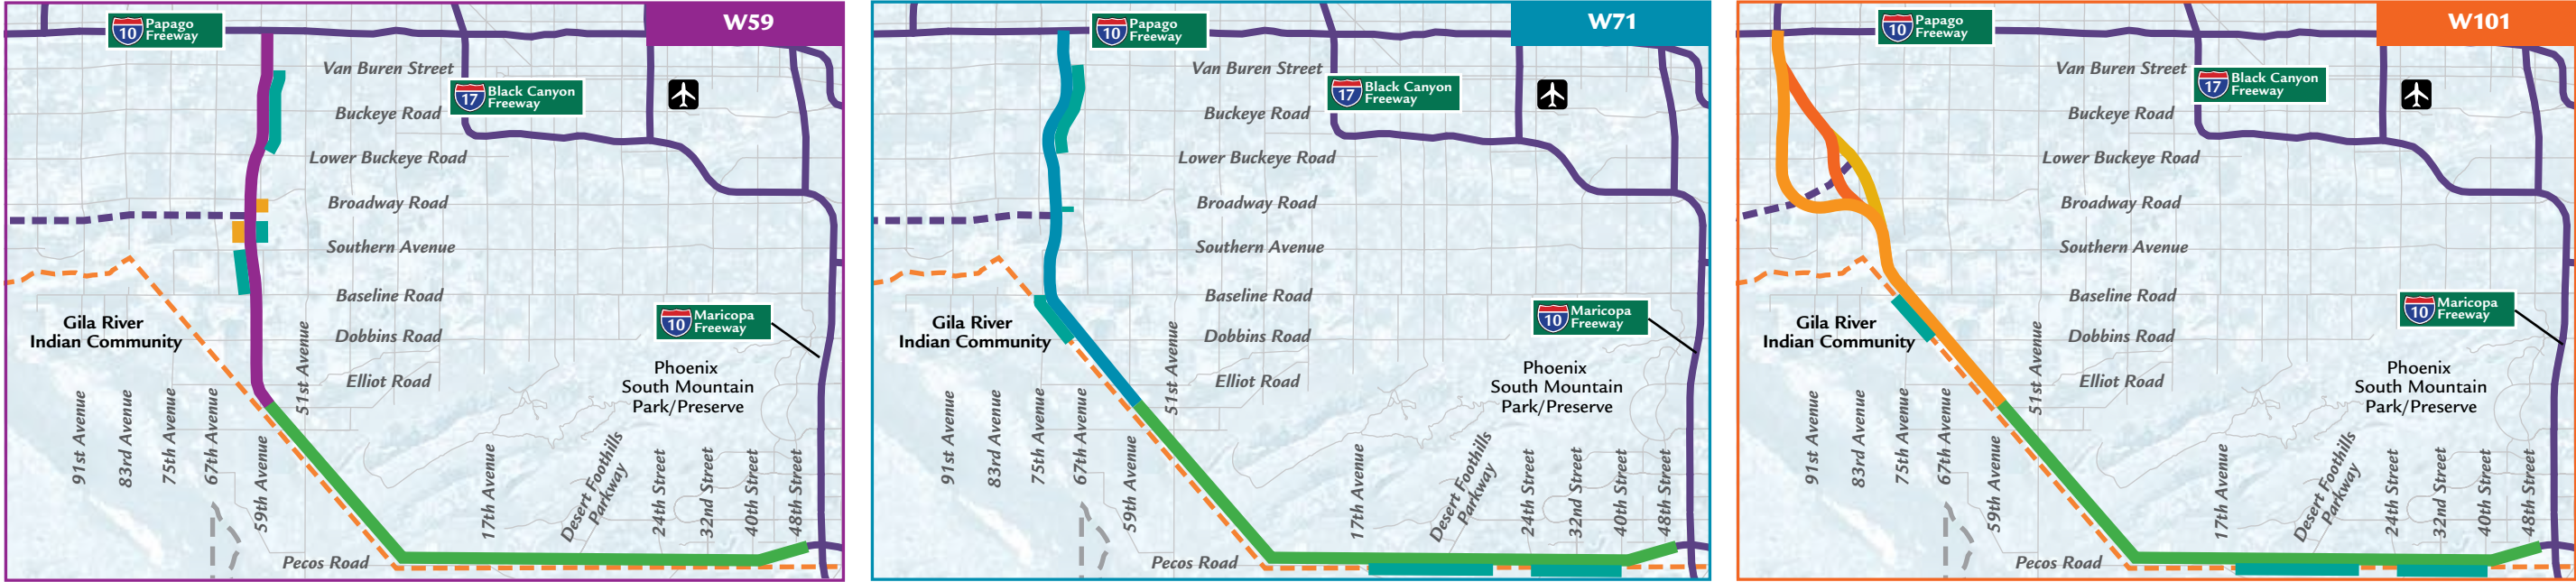 W59
10 Papago
Freeway
Van Buren Street
17 Black Canyon
Freeway
Buckeye Road
Lower Buckeye Road
Broadway Road
Southern Avenue
Baseline Road
Gila River
Indian Community
10 Maricopa
Freeway
Dobbins Road
Elliot Road
Phoenix
South Mountain
Park/Preserve
91st Avenue
83rd Avenue
75th Avenue
67th Avenue
59th Avenue
51st Avenue
17th Avenue
Desert Foothills
Parkway
24th Street
32nd Street
40th Street
48th Street
Pecos Road
W71
10 Papago
Freeway
Van Buren Street
17 Black Canyon
Freeway
Buckeye Road
Lower Buckeye Road
Broadway Road
Southern Avenue
Baseline Road
Gila River
Indian Community
10 Maricopa
Freeway
Dobbins Road
Elliot Road
Phoenix
South Mountain
Park/Preserve
91st Avenue
83rd Avenue
75th Avenue
67th Avenue
59th Avenue
51st Avenue
17th Avenue
Desert Foothills
Parkway
24th Street
32nd Street
40th Street
48th Street
Pecos Road
W101
10 Papago
Freeway
Van Buren Street
17 Black Canyon
Freeway
Buckeye Road
Lower Buckeye Road
Broadway Road
Southern Avenue
Baseline Road
Gila River
Indian Community
10 Maricopa
Freeway
Dobbins Road
Elliot Road
Phoenix
South Mountain
Park/Preserve
91st Avenue
83rd Avenue
75th Avenue
67th Avenue
59th Avenue
51st Avenue
17th Avenue
Desert Foothills
Parkway
24th Street
32nd Street
40th Street
48th Street
Pecos Road